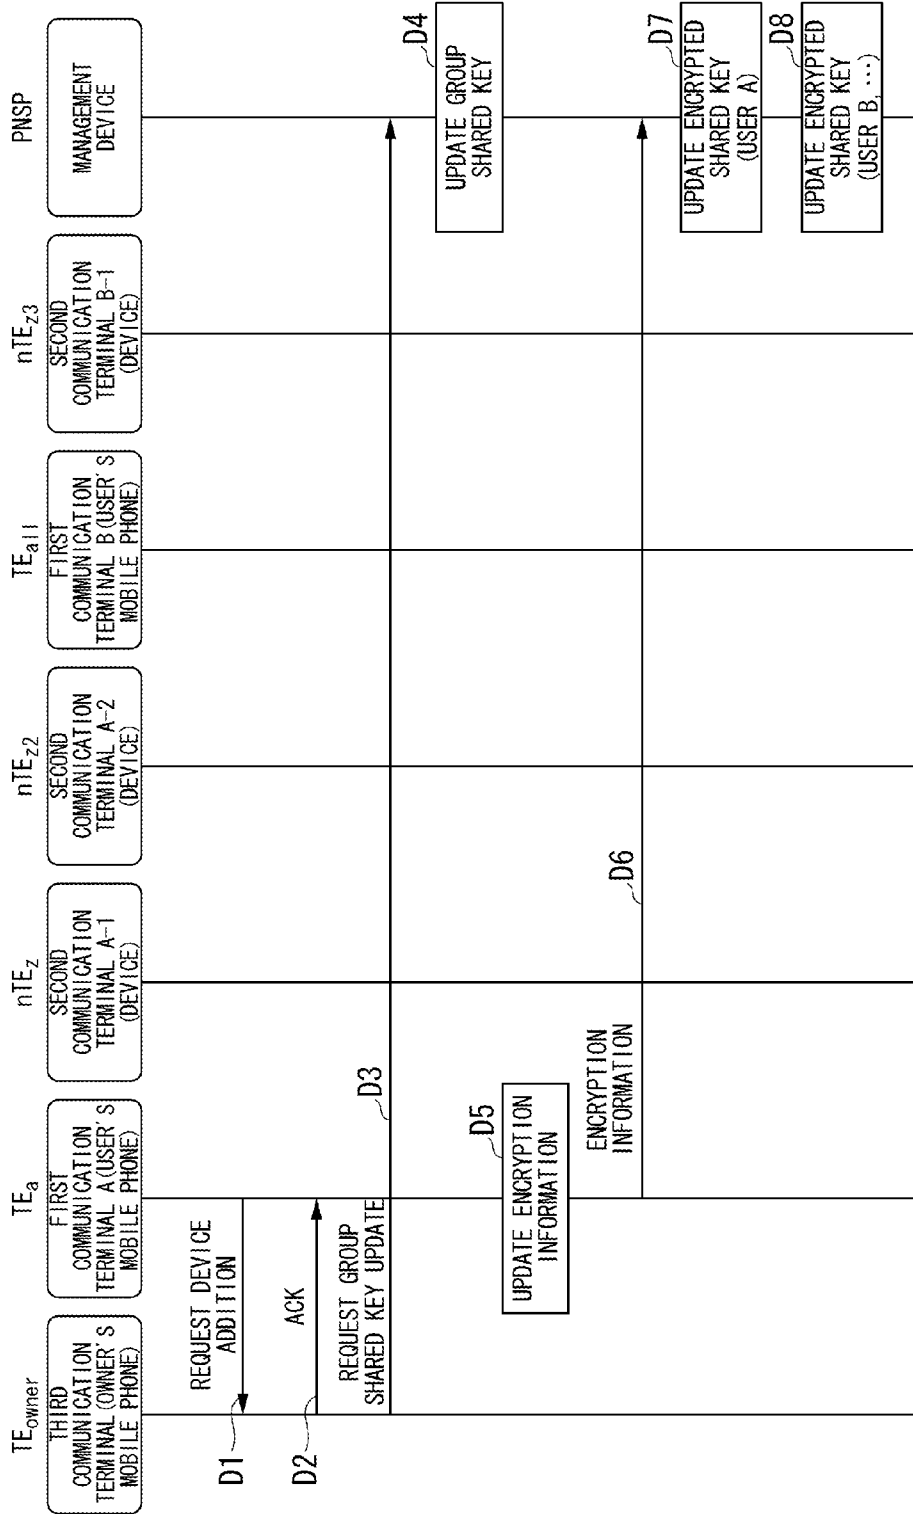 TEowner
THIRD
COMMUNICATION
TERMINAL(OWNER'S
MOBILE PHONE)
TEa
FIRST
COMMUNICATION
TERMINAL A(USER'S
MOBILE PHONE)
nTEz
SECOND
COMMUNICATION
TERMINAL A-1
(DEVICE)
nTEz2
SECOND
COMMUNICATION
TERMINAL A-2
(DEVICE)
TEall
FIRST
COMMUNICATION
TERMINAL B(USER'S
MOBILE PHONE)
nTEz3
SECOND
COMMUNICATION
TERMINAL B-1
(DEVICE)
PNSP
MANAGEMENT
DEVICE
REQUEST DEVICE
ADDITION
D1
ACK
D2
REQUEST GROUP
SHARED KEY UPDATE
D3
D4
UPDATE GROUP
SHARED KEY
D5
UPDATE ENCRYPTION
INFORMATION
ENCRYPTION
INFORMATION
D6
D7
UPDATE ENCRYPTED
SHARED KEY
(USER A)
D8
UPDATE ENCRYPTED
SHARED KEY
(USER B, ···)